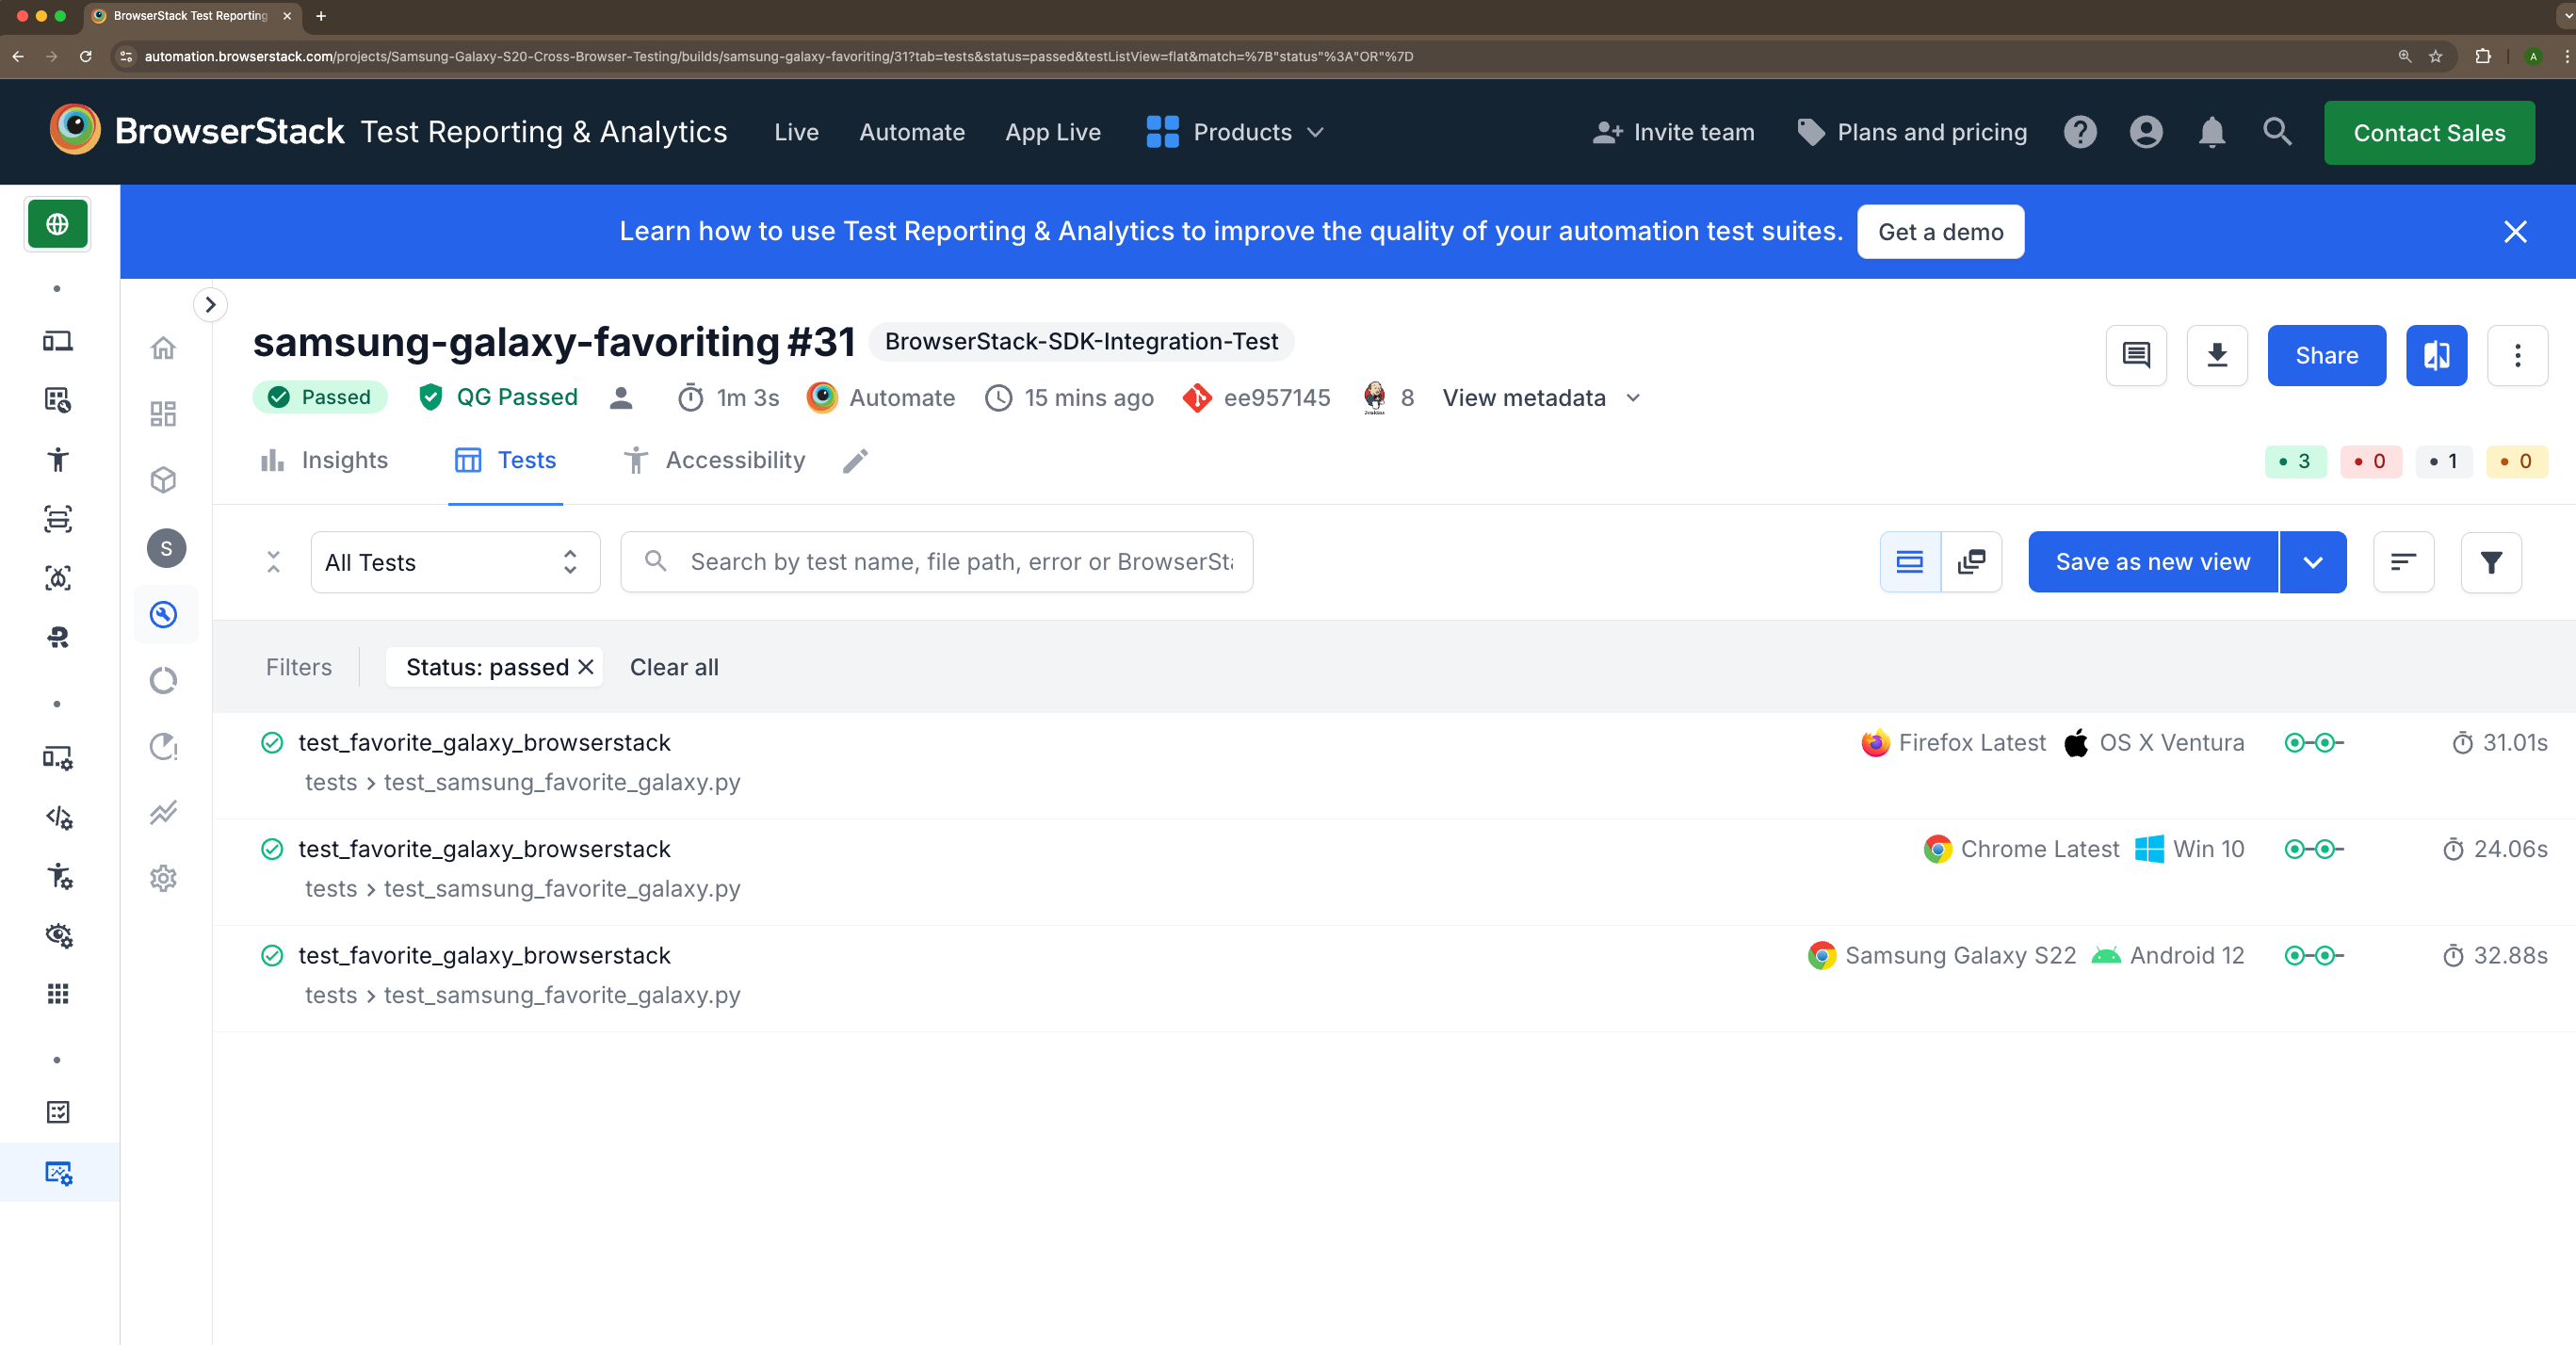 BrowserStack Test Reporting
automation.browserstack.com/projects/Samsung-Galaxy-S20-Cross-Browser-Testing/builds/samsung-galaxy-favoriting/31?tab=tests&status=passed&testListView=flat&match=%7B"status"%3A"OR"%7D
A
BrowserStack Test Reporting & Analytics Live Automate App Live Products Invite team Plans and pricing Contact Sales
Learn how to use Test Reporting & Analytics to improve the quality of your automation test suites. Get a demo
samsung-galaxy-favoriting #31 BrowserStack-SDK-Integration-Test
Share
Passed QG Passed 1m 3s Automate 15 mins ago ee957145 Jenkins 8 View metadata
Insights Tests Accessibility 3 0 1 0
S
All Tests Search by test name, file path, error or BrowserSta Save as new view
Filters Status: passed Clear all
test_favorite_galaxy_browserstack Firefox Latest OS X Ventura 31.01s
tests > test_samsung_favorite_galaxy.py
test_favorite_galaxy_browserstack Chrome Latest Win 10 24.06s
tests > test_samsung_favorite_galaxy.py
test_favorite_galaxy_browserstack Samsung Galaxy S22 Android 12 32.88s
tests > test_samsung_favorite_galaxy.py